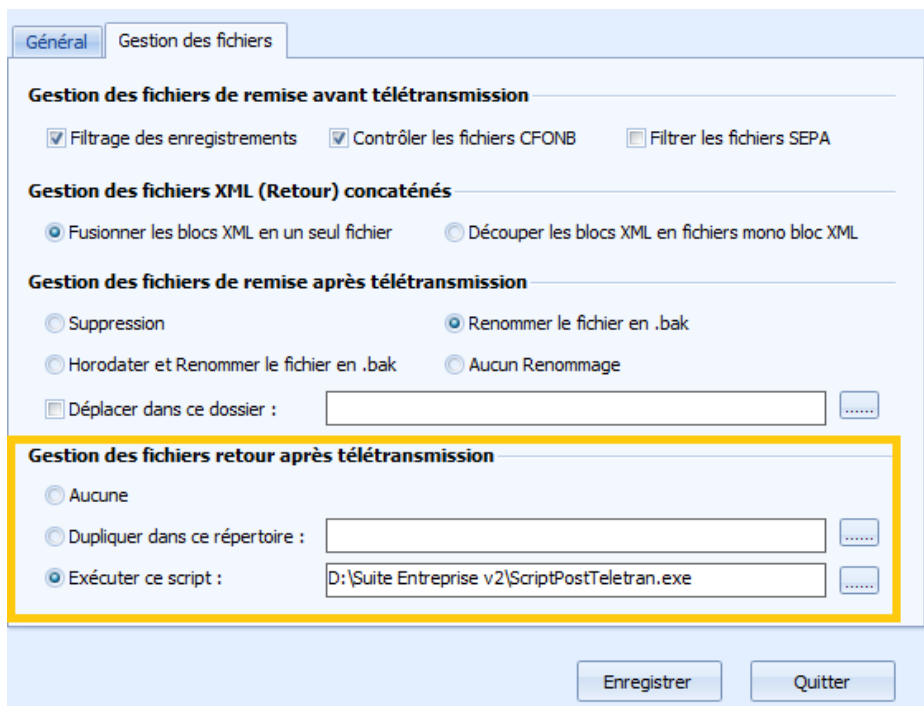 Général Gestion des fichiers
Gestion des fichiers de remise avant télétransmission
Filtrage des enregistrements Contrôler les fichiers CFONB Filtrer les fichiers SEPA
Gestion des fichiers XML (Retour) concaténés
Fusionner les blocs XML en un seul fichier Découper les blocs XML en fichiers mono bloc XML
Gestion des fichiers de remise après télétransmission
Suppression Renommer le fichier en .bak
Horodater et Renommer le fichier en .bak Aucun Renommage
Déplacer dans ce dossier : ......
Gestion des fichiers retour après télétransmission
Aucune
Dupliquer dans ce répertoire : ......
Exécuter ce script : D:\Suite Entreprise v2\ScriptPostTeletran.exe ......
Enregistrer Quitter